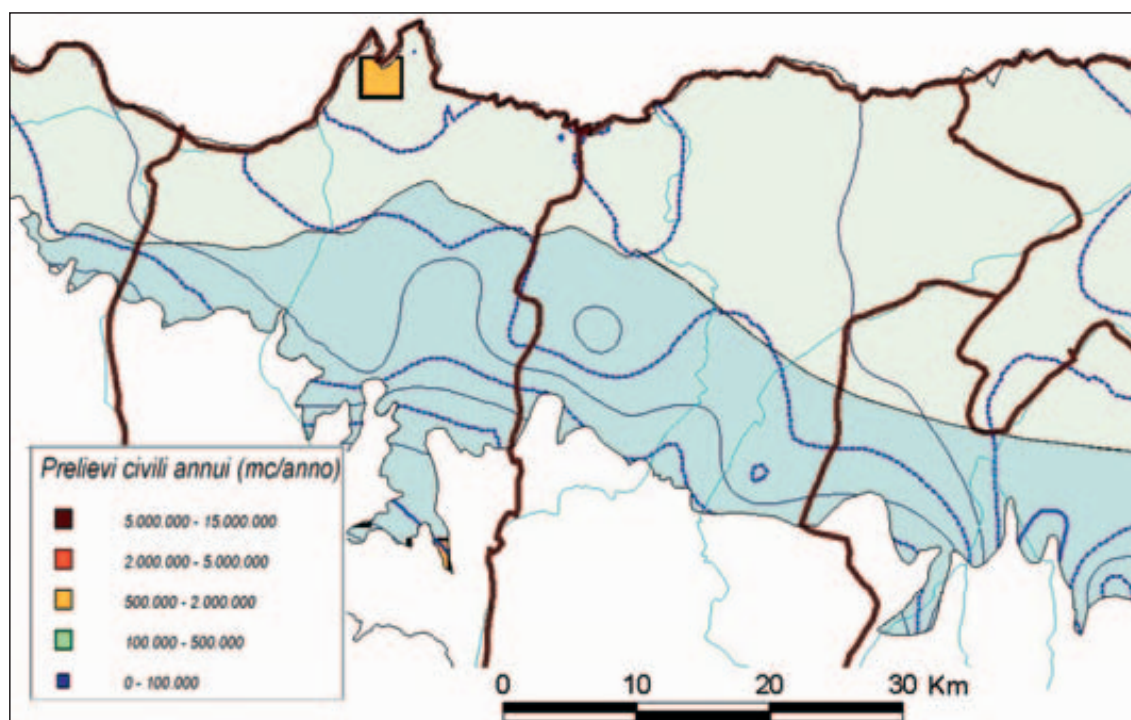 Prelievi civili annui (mc/anno)
5.000.000 - 15.000.000
2.000.000 - 5.000.000
500.000 - 2.000.000
100.000 - 500.000
0 - 100.000
0 10 20 30 Km